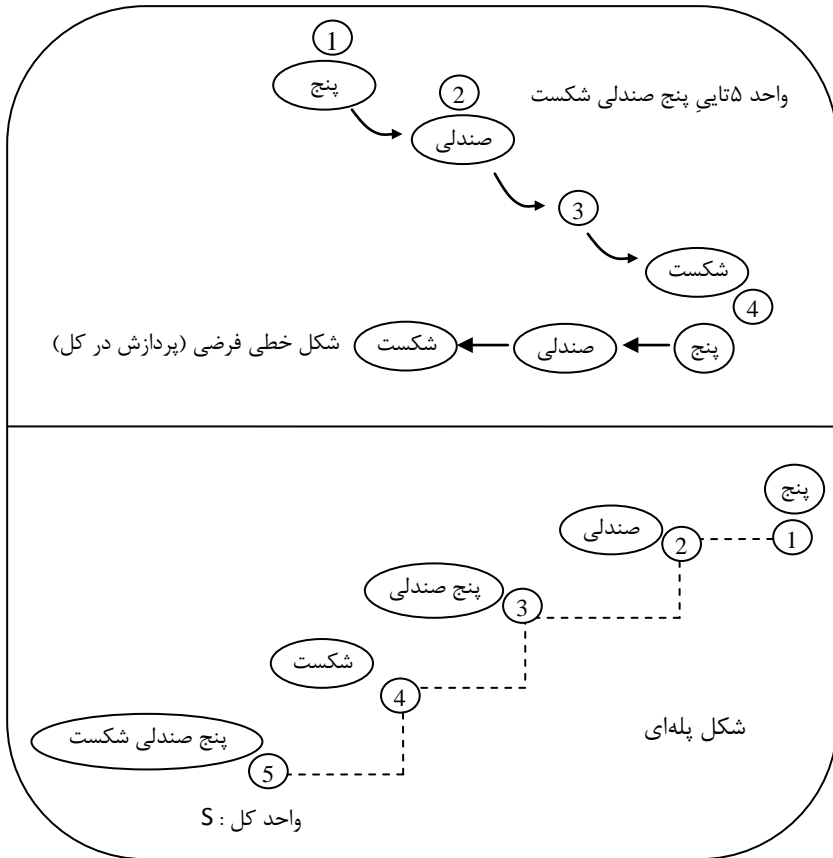 1
پنج
2
واحد ۵تاییِ پنج صندلی شکست
صندلی
3
شکست
4
پنج
صندلی
شکست
شکل خطی فرضی (پردازش در کل)
پنج
1
صندلی
2
پنج صندلی
3
شکست
4
شکل پله‌ای
پنج صندلی شکست
5
واحد کل : S